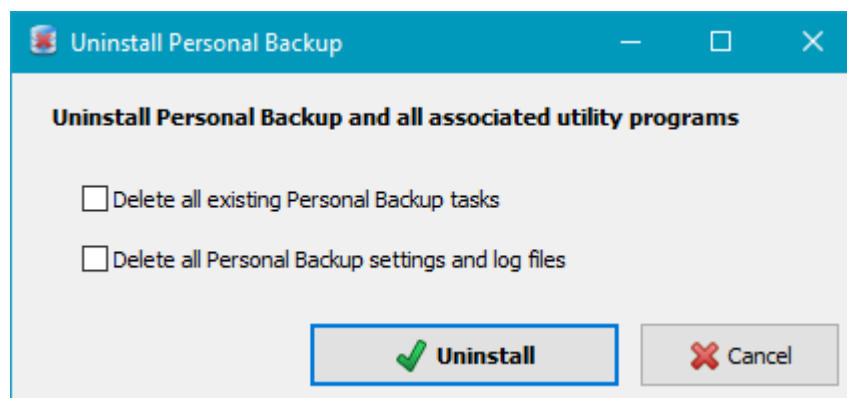 Uninstall Personal Backup
Uninstall Personal Backup and all associated utility programs
Delete all existing Personal Backup tasks
Delete all Personal Backup settings and log files
Uninstall
Cancel